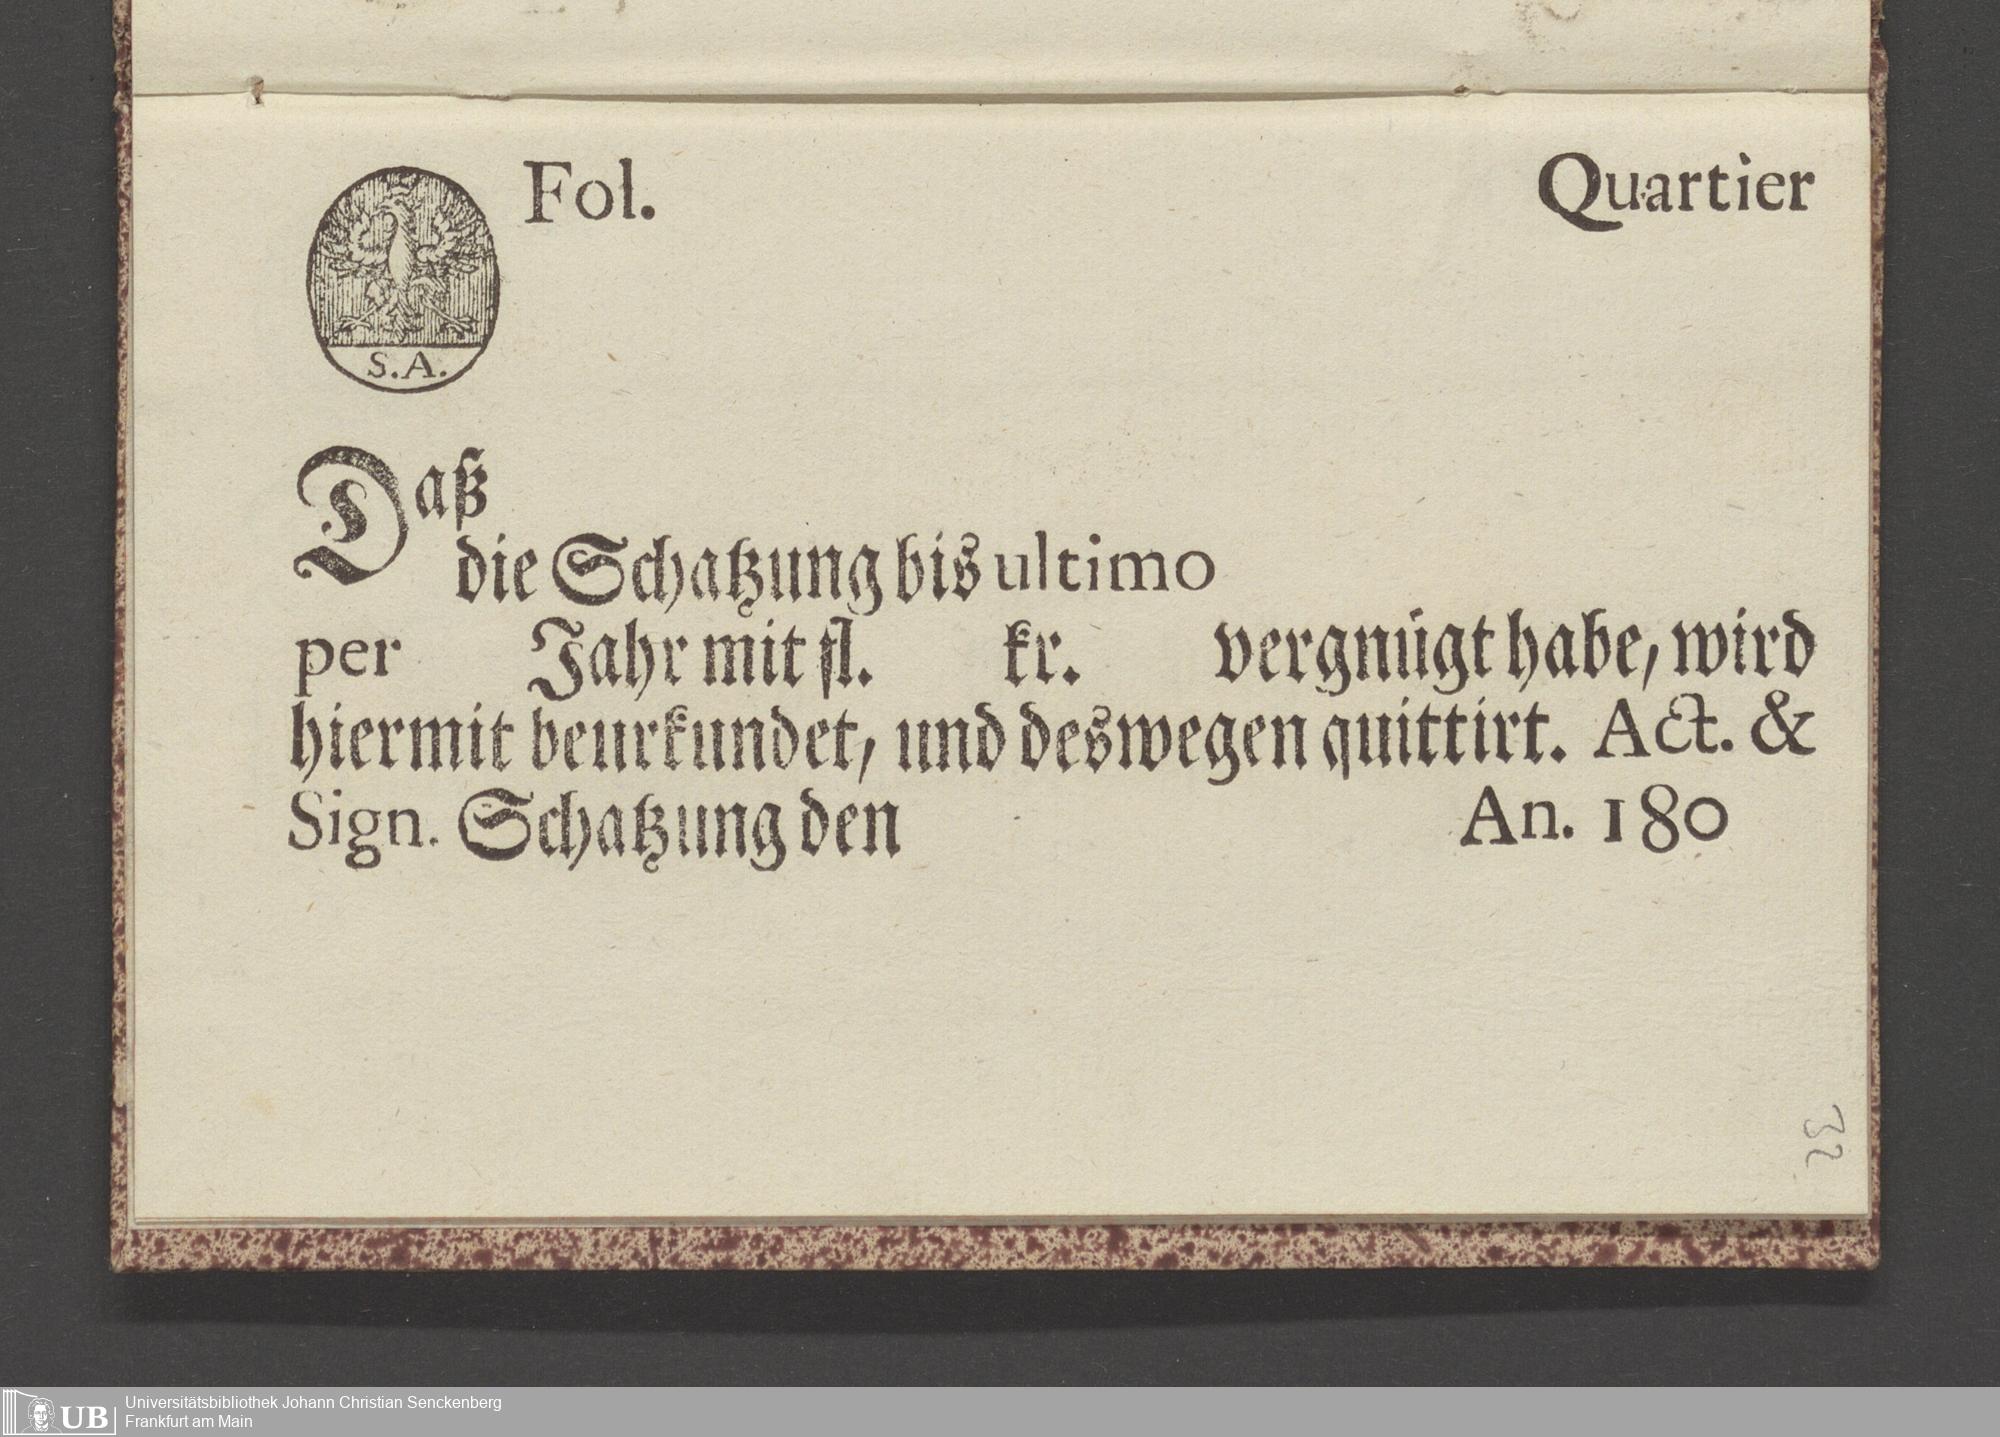 Fol. Quartier
S.A.
Daß
die Schatzung bis ultimo
per Jahr mit fl. kr. vergnügt habe, wird
hiermit beurkundet, und deswegen quittirt. Act. &
Sign. Schatzung den An. 180
32
UB
Universitätsbibliothek Johann Christian Senckenberg
Frankfurt am Main